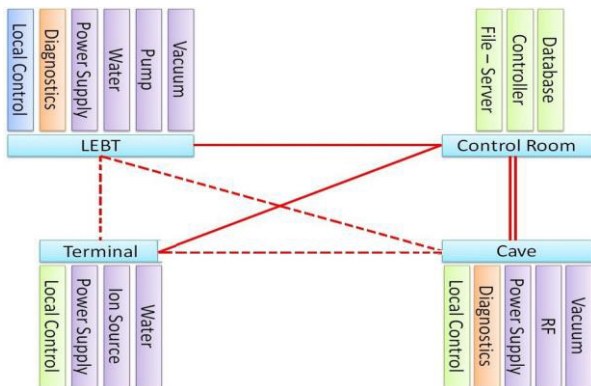 Local Control
Diagnostics
Power Supply
Water
Pump
Vacuum
File – Server
Controller
Database
LEBT
Control Room
Terminal
Cave
Local Control
Power Supply
Ion Source
Water
Local Control
Diagnostics
Power Supply
RF
Vacuum